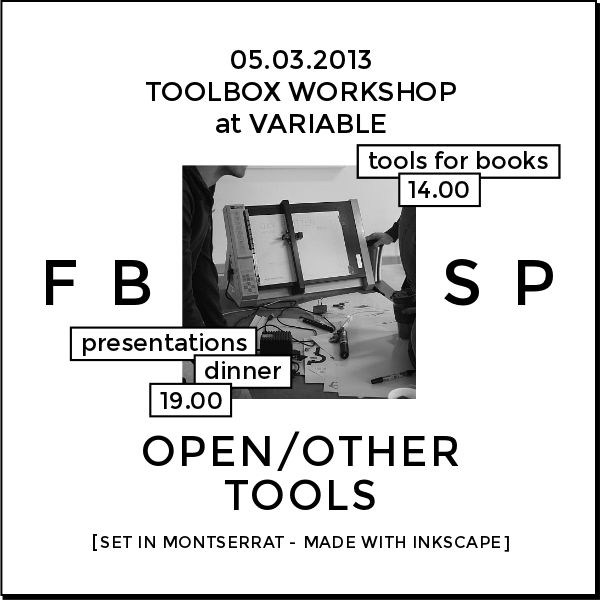 05.03.2013
TOOLBOX WORKSHOP
at VARIABLE
tools for books
14.00
F B S P
presentations
dinner
19.00
OPEN/OTHER
TOOLS
[SET IN MONTSERRAT - MADE WITH INKSCAPE]